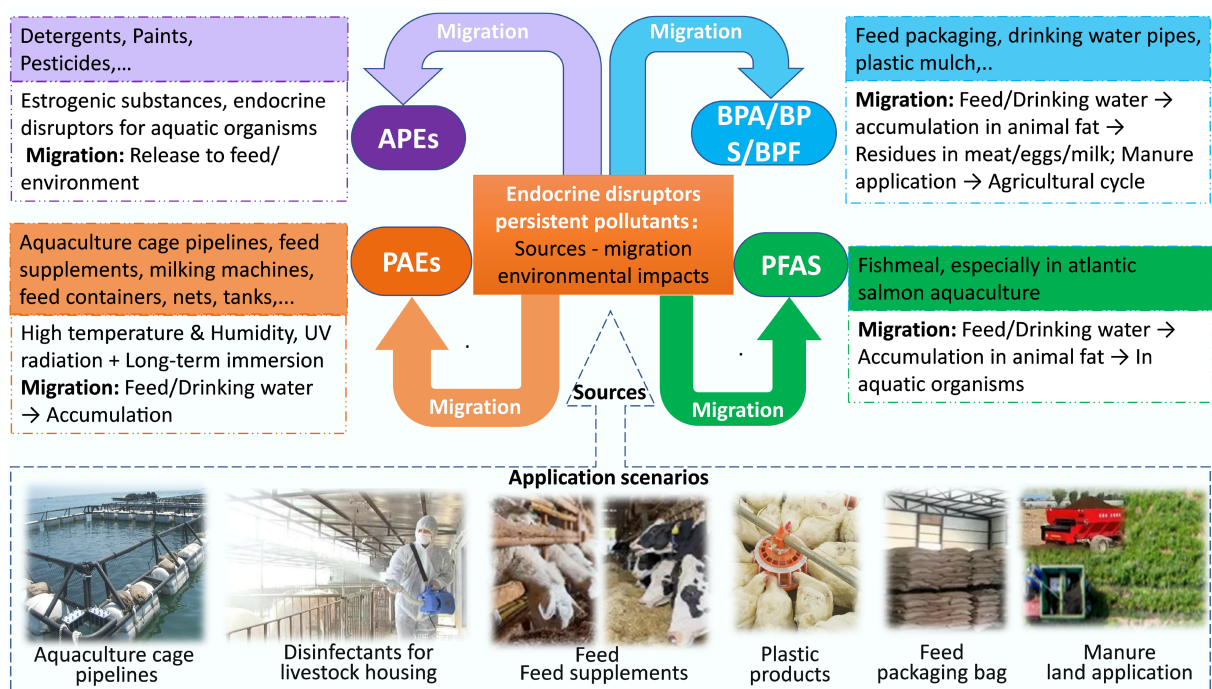 Detergents, Paints,
Pesticides,...
Estrogenic substances, endocrine
disruptors for aquatic organisms
Migration: Release to feed/
environment
Migration
APEs
Migration
BPA/BP
S/BPF
Feed packaging, drinking water pipes,
plastic mulch,..
Migration: Feed/Drinking water →
accumulation in animal fat →
Residues in meat/eggs/milk; Manure
application → Agricultural cycle
Endocrine disruptors
persistent pollutants:
Sources - migration
environmental impacts
Aquaculture cage pipelines, feed
supplements, milking machines,
feed containers, nets, tanks,...
High temperature & Humidity, UV
radiation + Long-term immersion
Migration: Feed/Drinking water
→ Accumulation
PAEs
Migration
PFAS
Migration
Fishmeal, especially in atlantic
salmon aquaculture
Migration: Feed/Drinking water →
Accumulation in animal fat → In
aquatic organisms
Sources
Application scenarios
Aquaculture cage
pipelines
Disinfectants for
livestock housing
Feed
Feed supplements
Plastic
products
Feed
packaging bag
Manure
land application